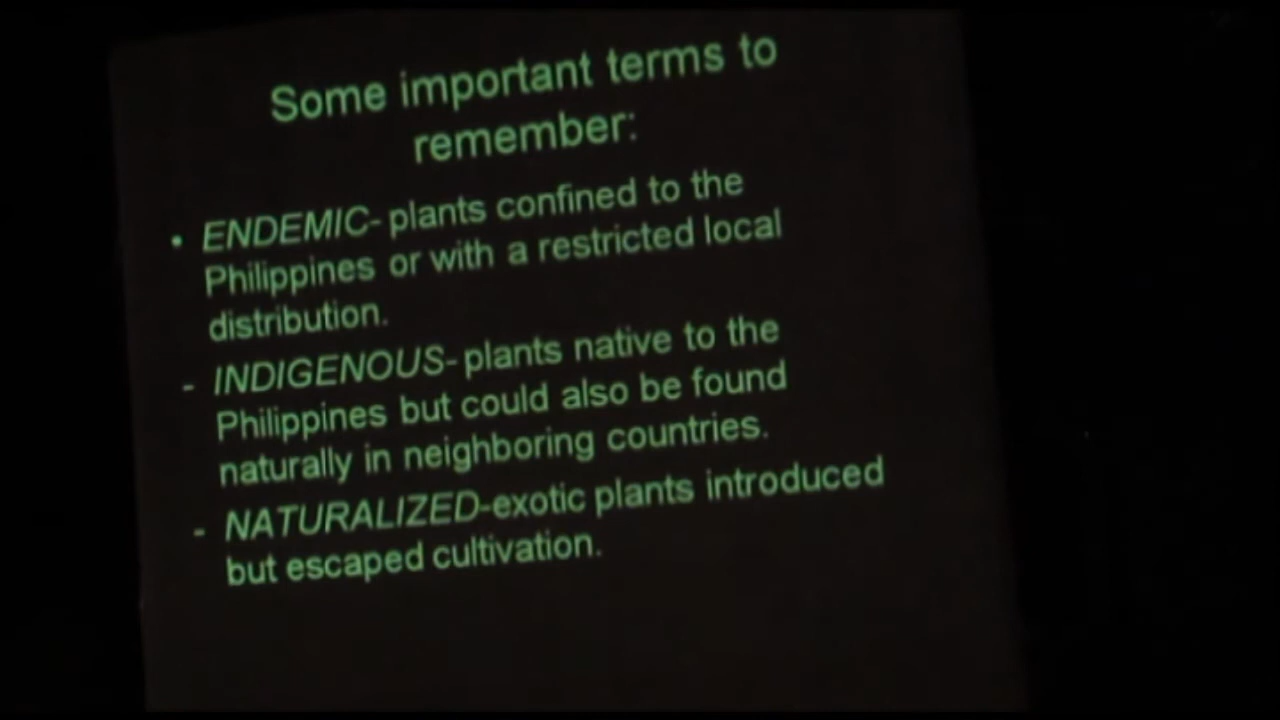 Some important terms to
remember:
• ENDEMIC- plants confined to the
Philippines or with a restricted local
distribution.
- INDIGENOUS- plants native to the
Philippines but could also be found
naturally in neighboring countries.
- NATURALIZED-exotic plants introduced
but escaped cultivation.